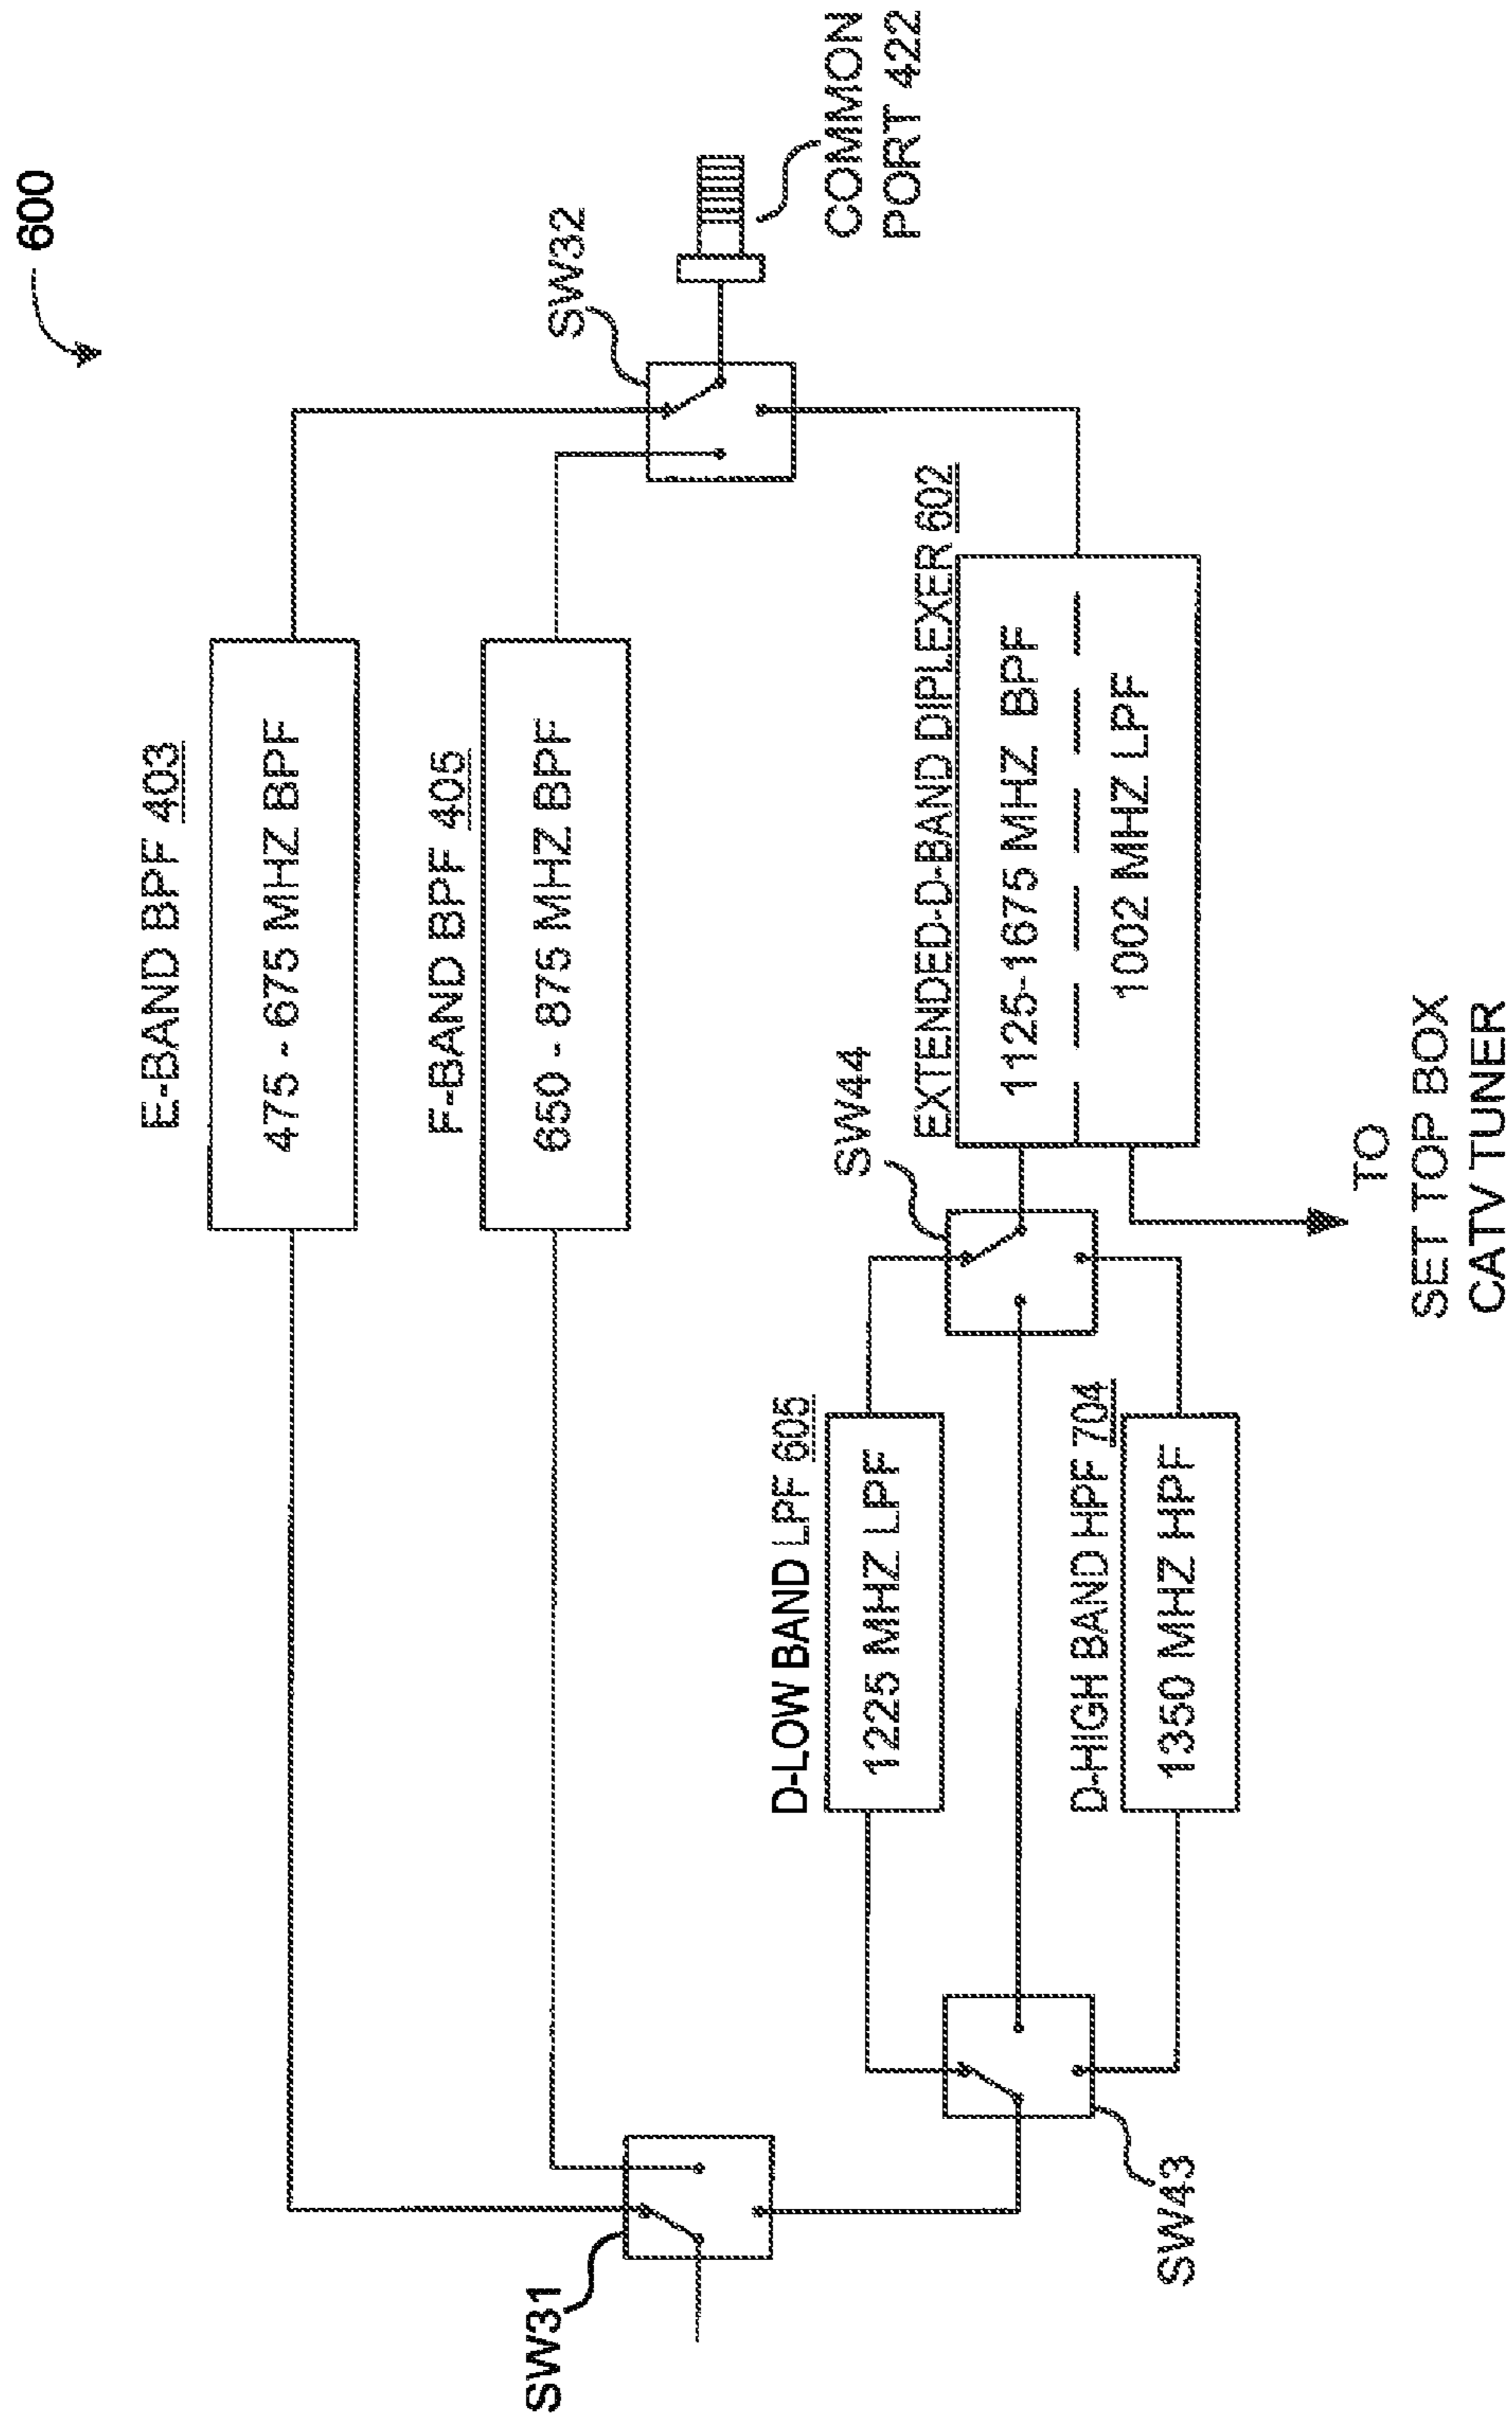 600
E-BAND BPF 403
475 - 675 MHZ BPF
F-BAND BPF 405
650 - 875 MHZ BPF
SW31
SW32
COMMON
PORT 422
D-LOW BAND LPF 605
1225 MHZ LPF
SW44
EXTENDED-D-BAND DIPLEXER 602
1125-1675 MHZ BPF
1002 MHZ LPF
D-HIGH BAND HPF 704
1350 MHZ HPF
SW43
TO
SET TOP BOX
CATV TUNER